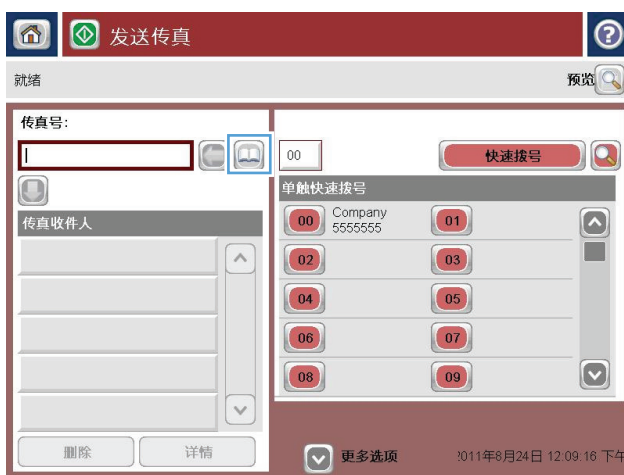 发送传真
就绪
预览
传真号：
00
快速拨号
单触快速拨号
传真收件人
00 Company 01
5555555
02 03
04 05
06 07
08 09
删除 详情
更多选项
2011年8月24日 12:09:16 下午